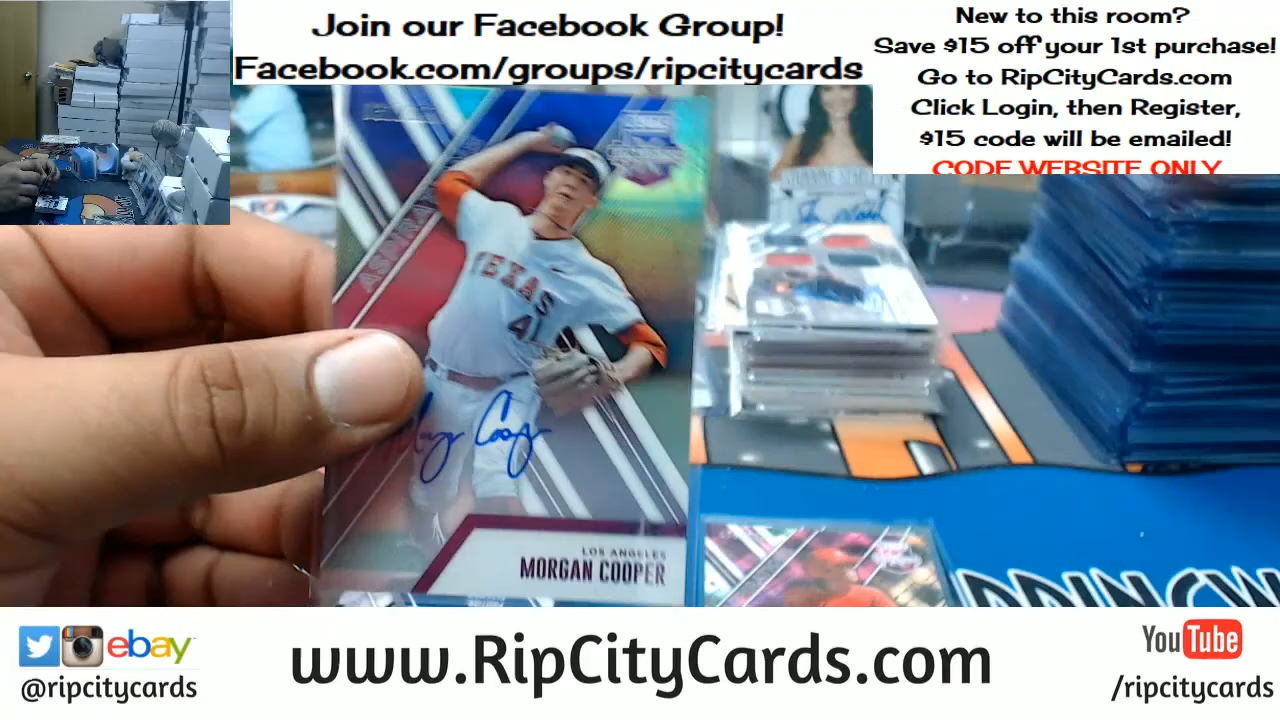 Join our Facebook Group!
Facebook.com/groups/ripcitycards
New to this room?
Save $15 off your 1st purchase!
Go to RipCityCards.com
Click Login, then Register,
$15 code will be emailed!
CODE WEBSITE ONLY
TEXAS
41
LOS ANGELES
MORGAN COOPER
ebay
@ripcitycards
www.RipCityCards.com
YouTube
/ripcitycards